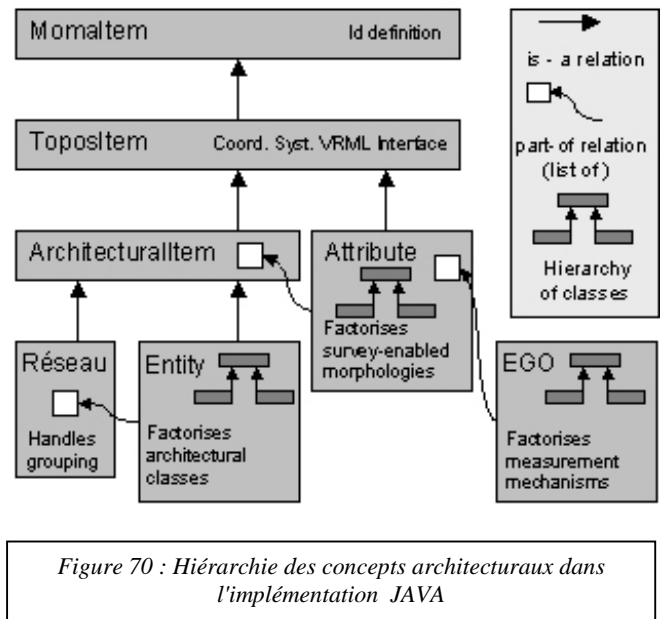 MomaItem Id definition
ToposItem Coord. Syst. VRML Interface
ArchitecturalItem
Attribute
Factorises
survey-enabled
morphologies
Réseau
Handles
grouping
Entity
Factorises
architectural
classes
EGO
Factorises
measurement
mechanisms
is - a relation
part- of relation
(list of )
Hierarchy
of classes
Figure 70 : Hiérarchie des concepts architecturaux dans
l'implémentation JAVA